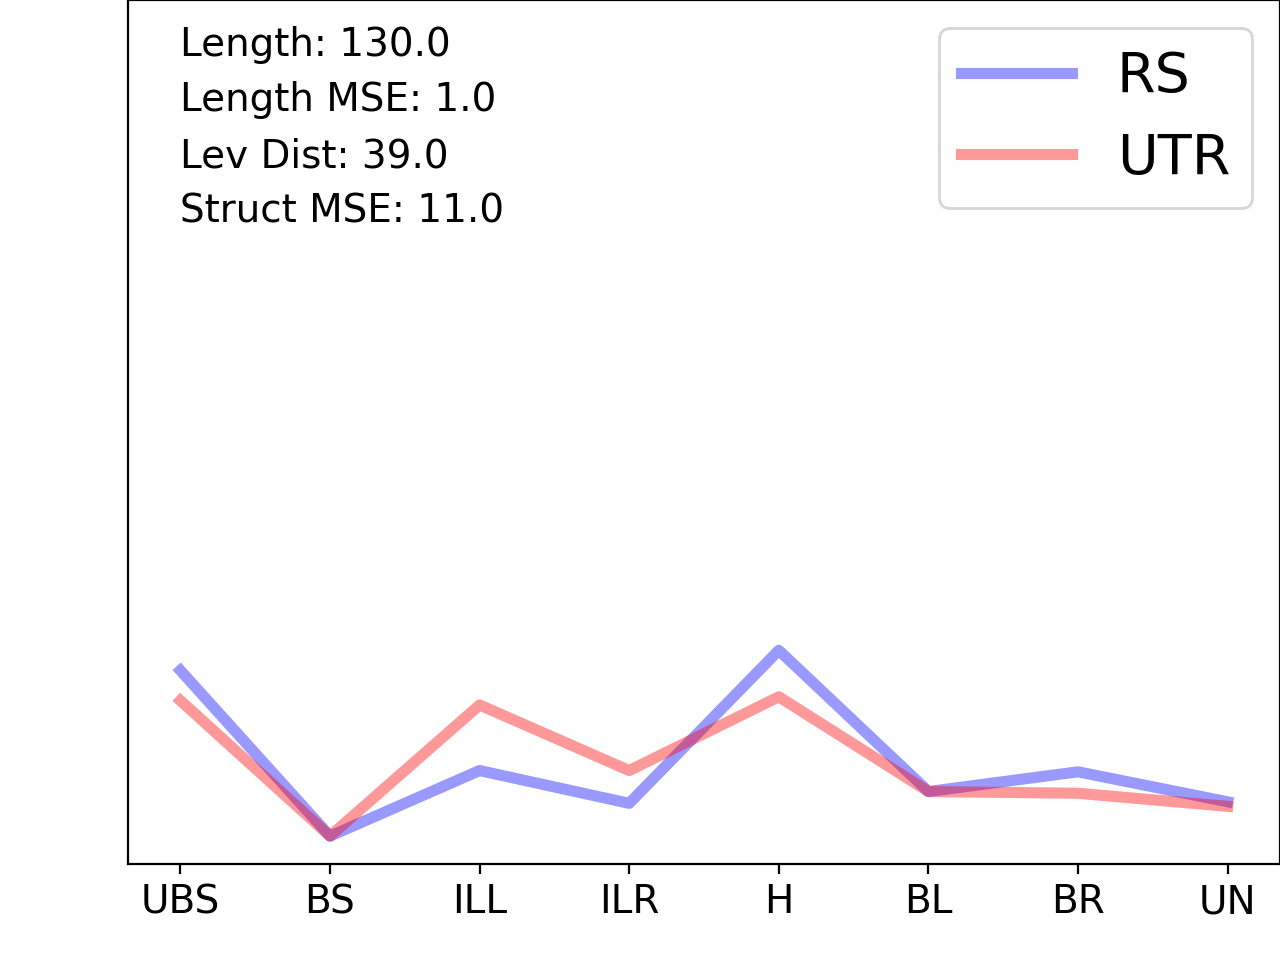 Length: 130.0
Length MSE: 1.0
Lev Dist: 39.0
Struct MSE: 11.0
RS
UTR
UBS BS ILL ILR H BL BR UN